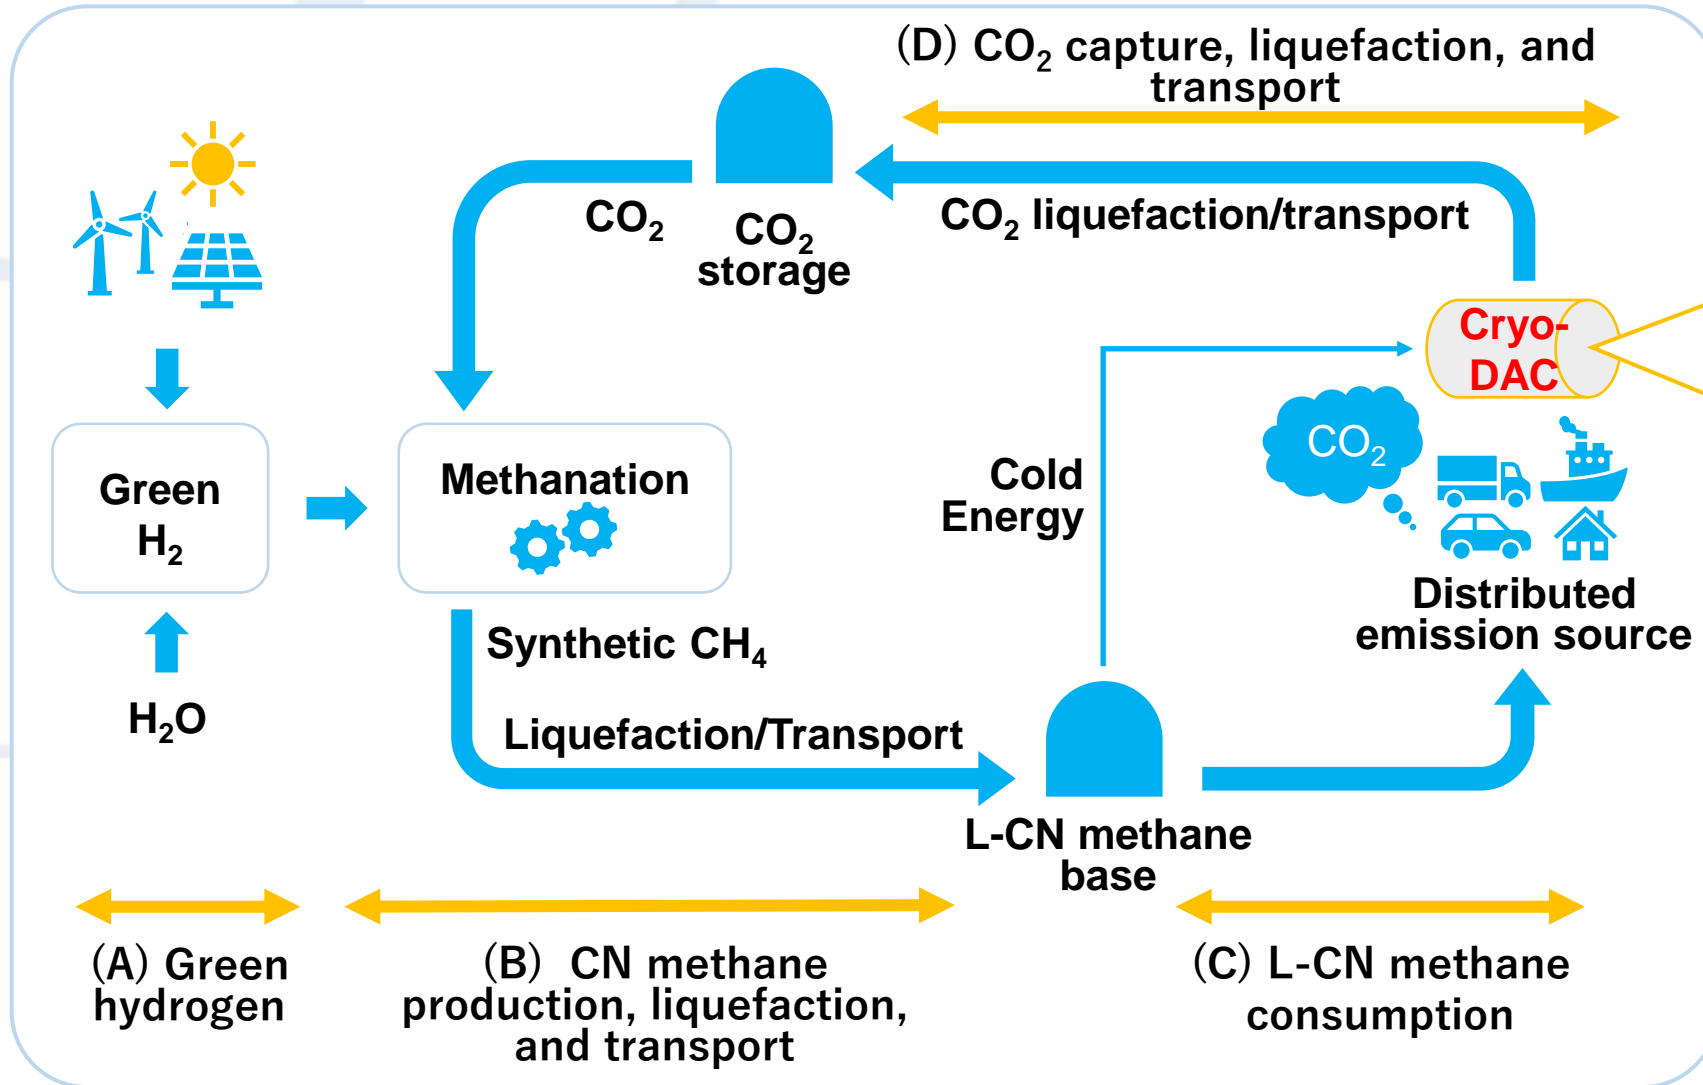 (D) CO₂ capture, liquefaction, and
transport
CO₂
CO₂
storage
CO₂ liquefaction/transport
Cryo-
DAC
CO₂
Green
H₂
Methanation
Cold
Energy
Distributed
emission source
Synthetic CH₄
H₂O
Liquefaction/Transport
L-CN methane
base
(A) Green
hydrogen
(B) CN methane
production, liquefaction,
and transport
(C) L-CN methane
consumption